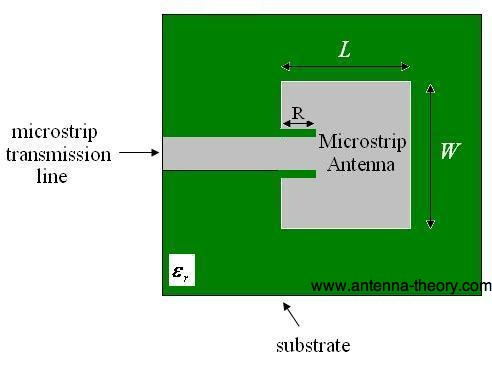 L
R
microstrip
transmission
line
Microstrip
Antenna
W
εr
www.antenna-theory.com
substrate